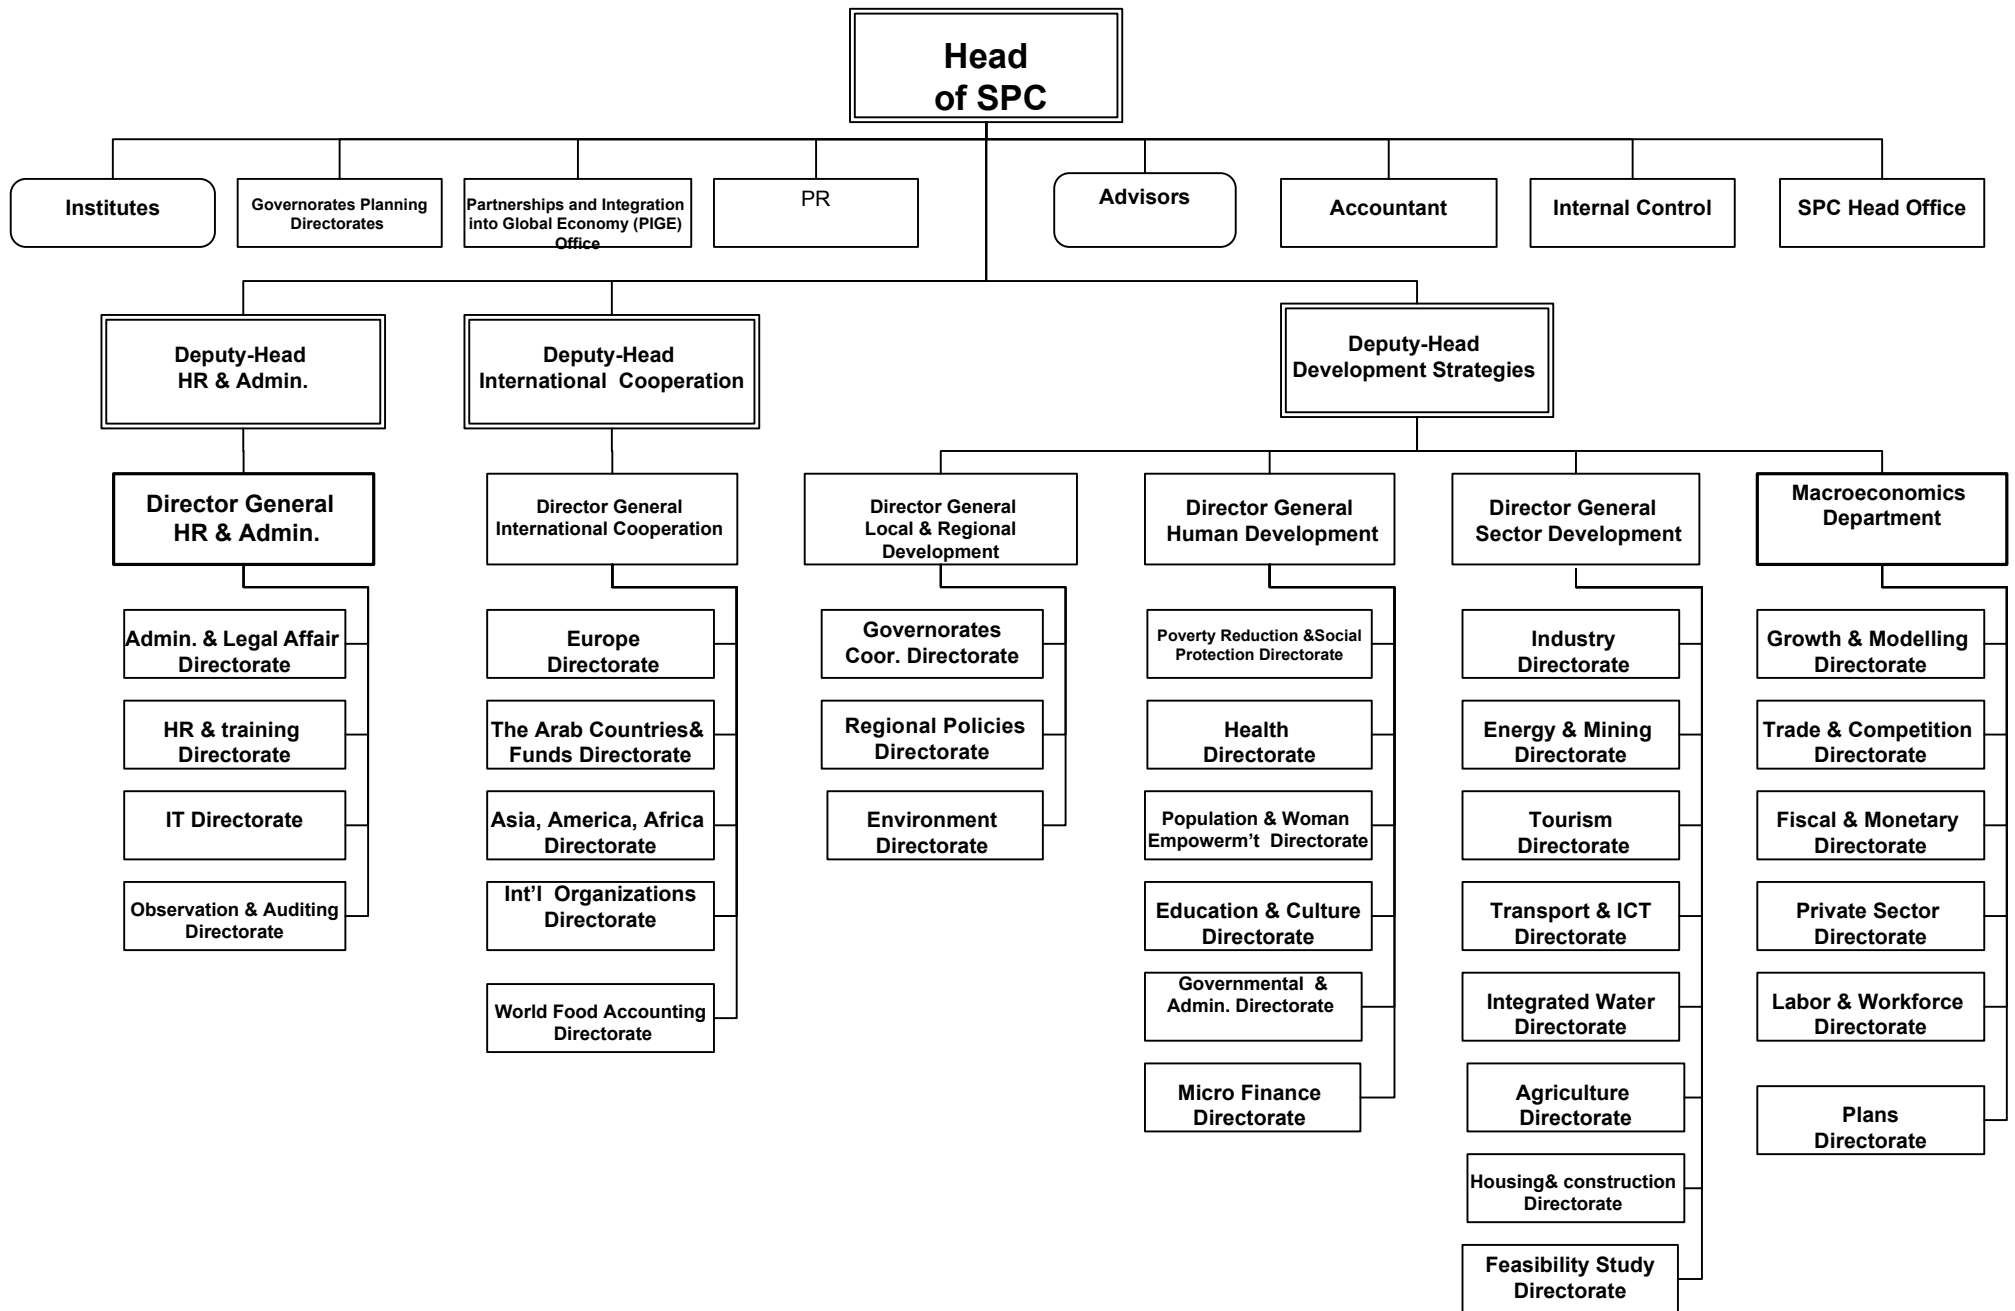 Head
of SPC
Institutes
Governorates Planning
Directorates
Partnerships and Integration
into Global Economy (PIGE)
Office
PR
Advisors
Accountant
Internal Control
SPC Head Office
Deputy-Head
HR & Admin.
Deputy-Head
International Cooperation
Deputy-Head
Development Strategies
Director General
HR & Admin.
Director General
International Cooperation
Director General
Local & Regional
Development
Director General
Human Development
Director General
Sector Development
Macroeconomics
Department
Admin. & Legal Affair
Directorate
HR & training
Directorate
IT Directorate
Observation & Auditing
Directorate
Europe
Directorate
The Arab Countries&
Funds Directorate
Asia, America, Africa
Directorate
Int’l Organizations
Directorate
World Food Accounting
Directorate
Governorates
Coor. Directorate
Regional Policies
Directorate
Environment
Directorate
Poverty Reduction &Social
Protection Directorate
Health
Directorate
Population & Woman
Empowerm’t Directorate
Education & Culture
Directorate
Governmental &
Admin. Directorate
Micro Finance
Directorate
Industry
Directorate
Energy & Mining
Directorate
Tourism
Directorate
Transport & ICT
Directorate
Integrated Water
Directorate
Agriculture
Directorate
Housing& construction
Directorate
Feasibility Study
Directorate
Growth & Modelling
Directorate
Trade & Competition
Directorate
Fiscal & Monetary
Directorate
Private Sector
Directorate
Labor & Workforce
Directorate
Plans
Directorate